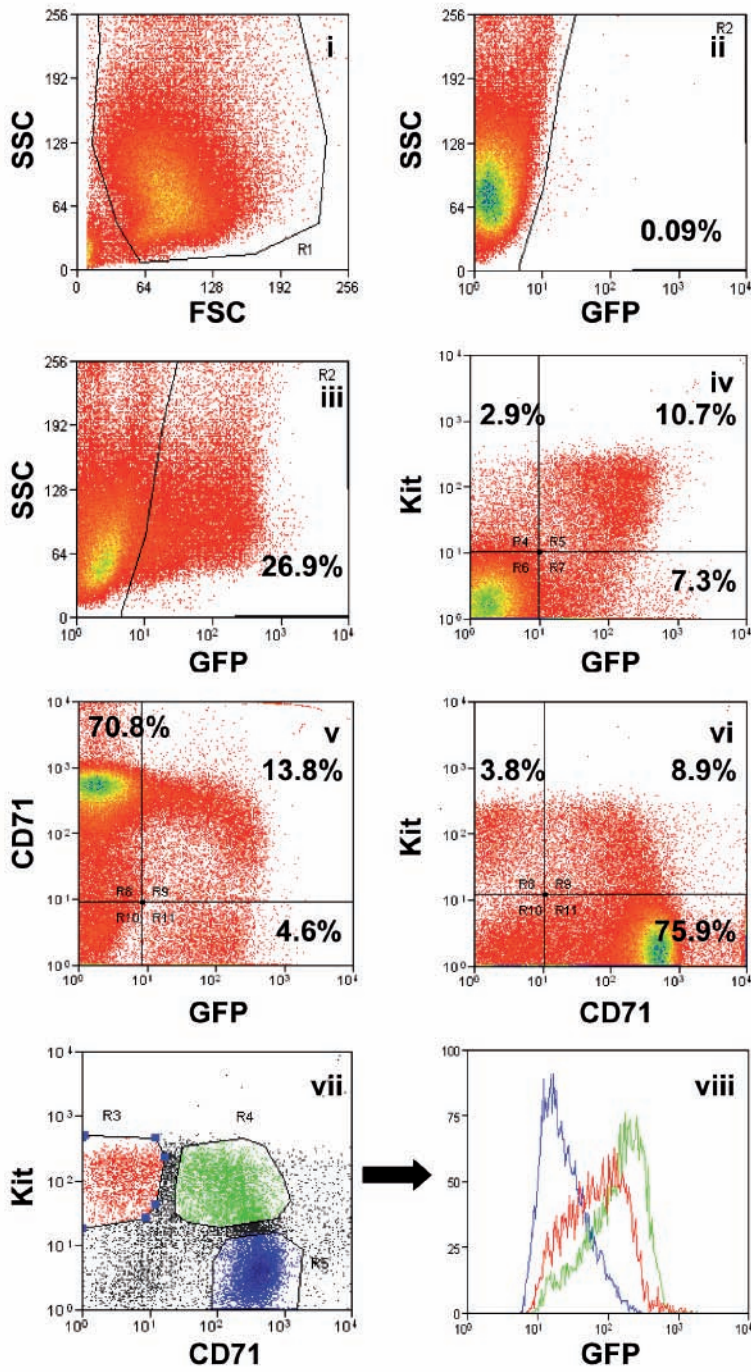 256
192
128
64
0
SSC
i
R1
0 64 128 192 256
FSC
256
192
128
64
0
SSC
R2
ii
0.09%
10⁰ 10¹ 10² 10³ 10⁴
GFP
256
192
128
64
0
SSC
R2
iii
26.9%
10⁰ 10¹ 10² 10³ 10⁴
GFP
10⁴
10³
10²
10¹
10⁰
Kit
iv
2.9% 10.7%
R4 R5
R6 R7
7.3%
10⁰ 10¹ 10² 10³ 10⁴
GFP
10⁴
10³
10²
10¹
10⁰
CD71
70.8%
v
13.8%
R8 R9
R10 R11
4.6%
10⁰ 10¹ 10² 10³ 10⁴
GFP
10⁴
10³
10²
10¹
10⁰
Kit
vi
3.8% 8.9%
R8 R9
R10 R11
75.9%
10⁰ 10¹ 10² 10³ 10⁴
CD71
10⁴
10³
10²
10¹
10⁰
Kit
vii
R3 R4
R5
10⁰ 10¹ 10² 10³ 10⁴
CD71
100
75
50
25
0
viii
10⁰ 10¹ 10² 10³ 10⁴
GFP